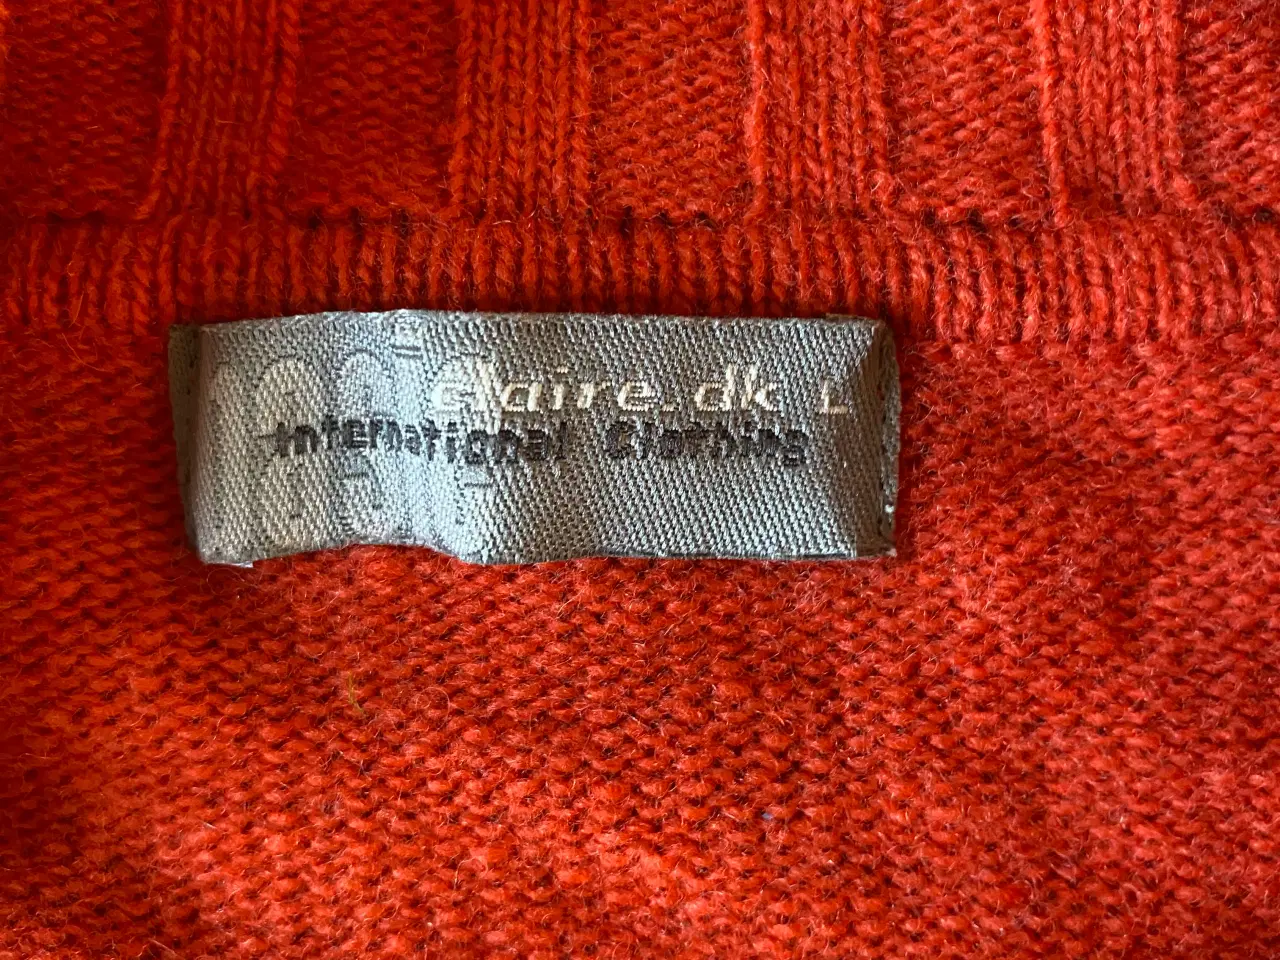 claire.dk L
International Clothing